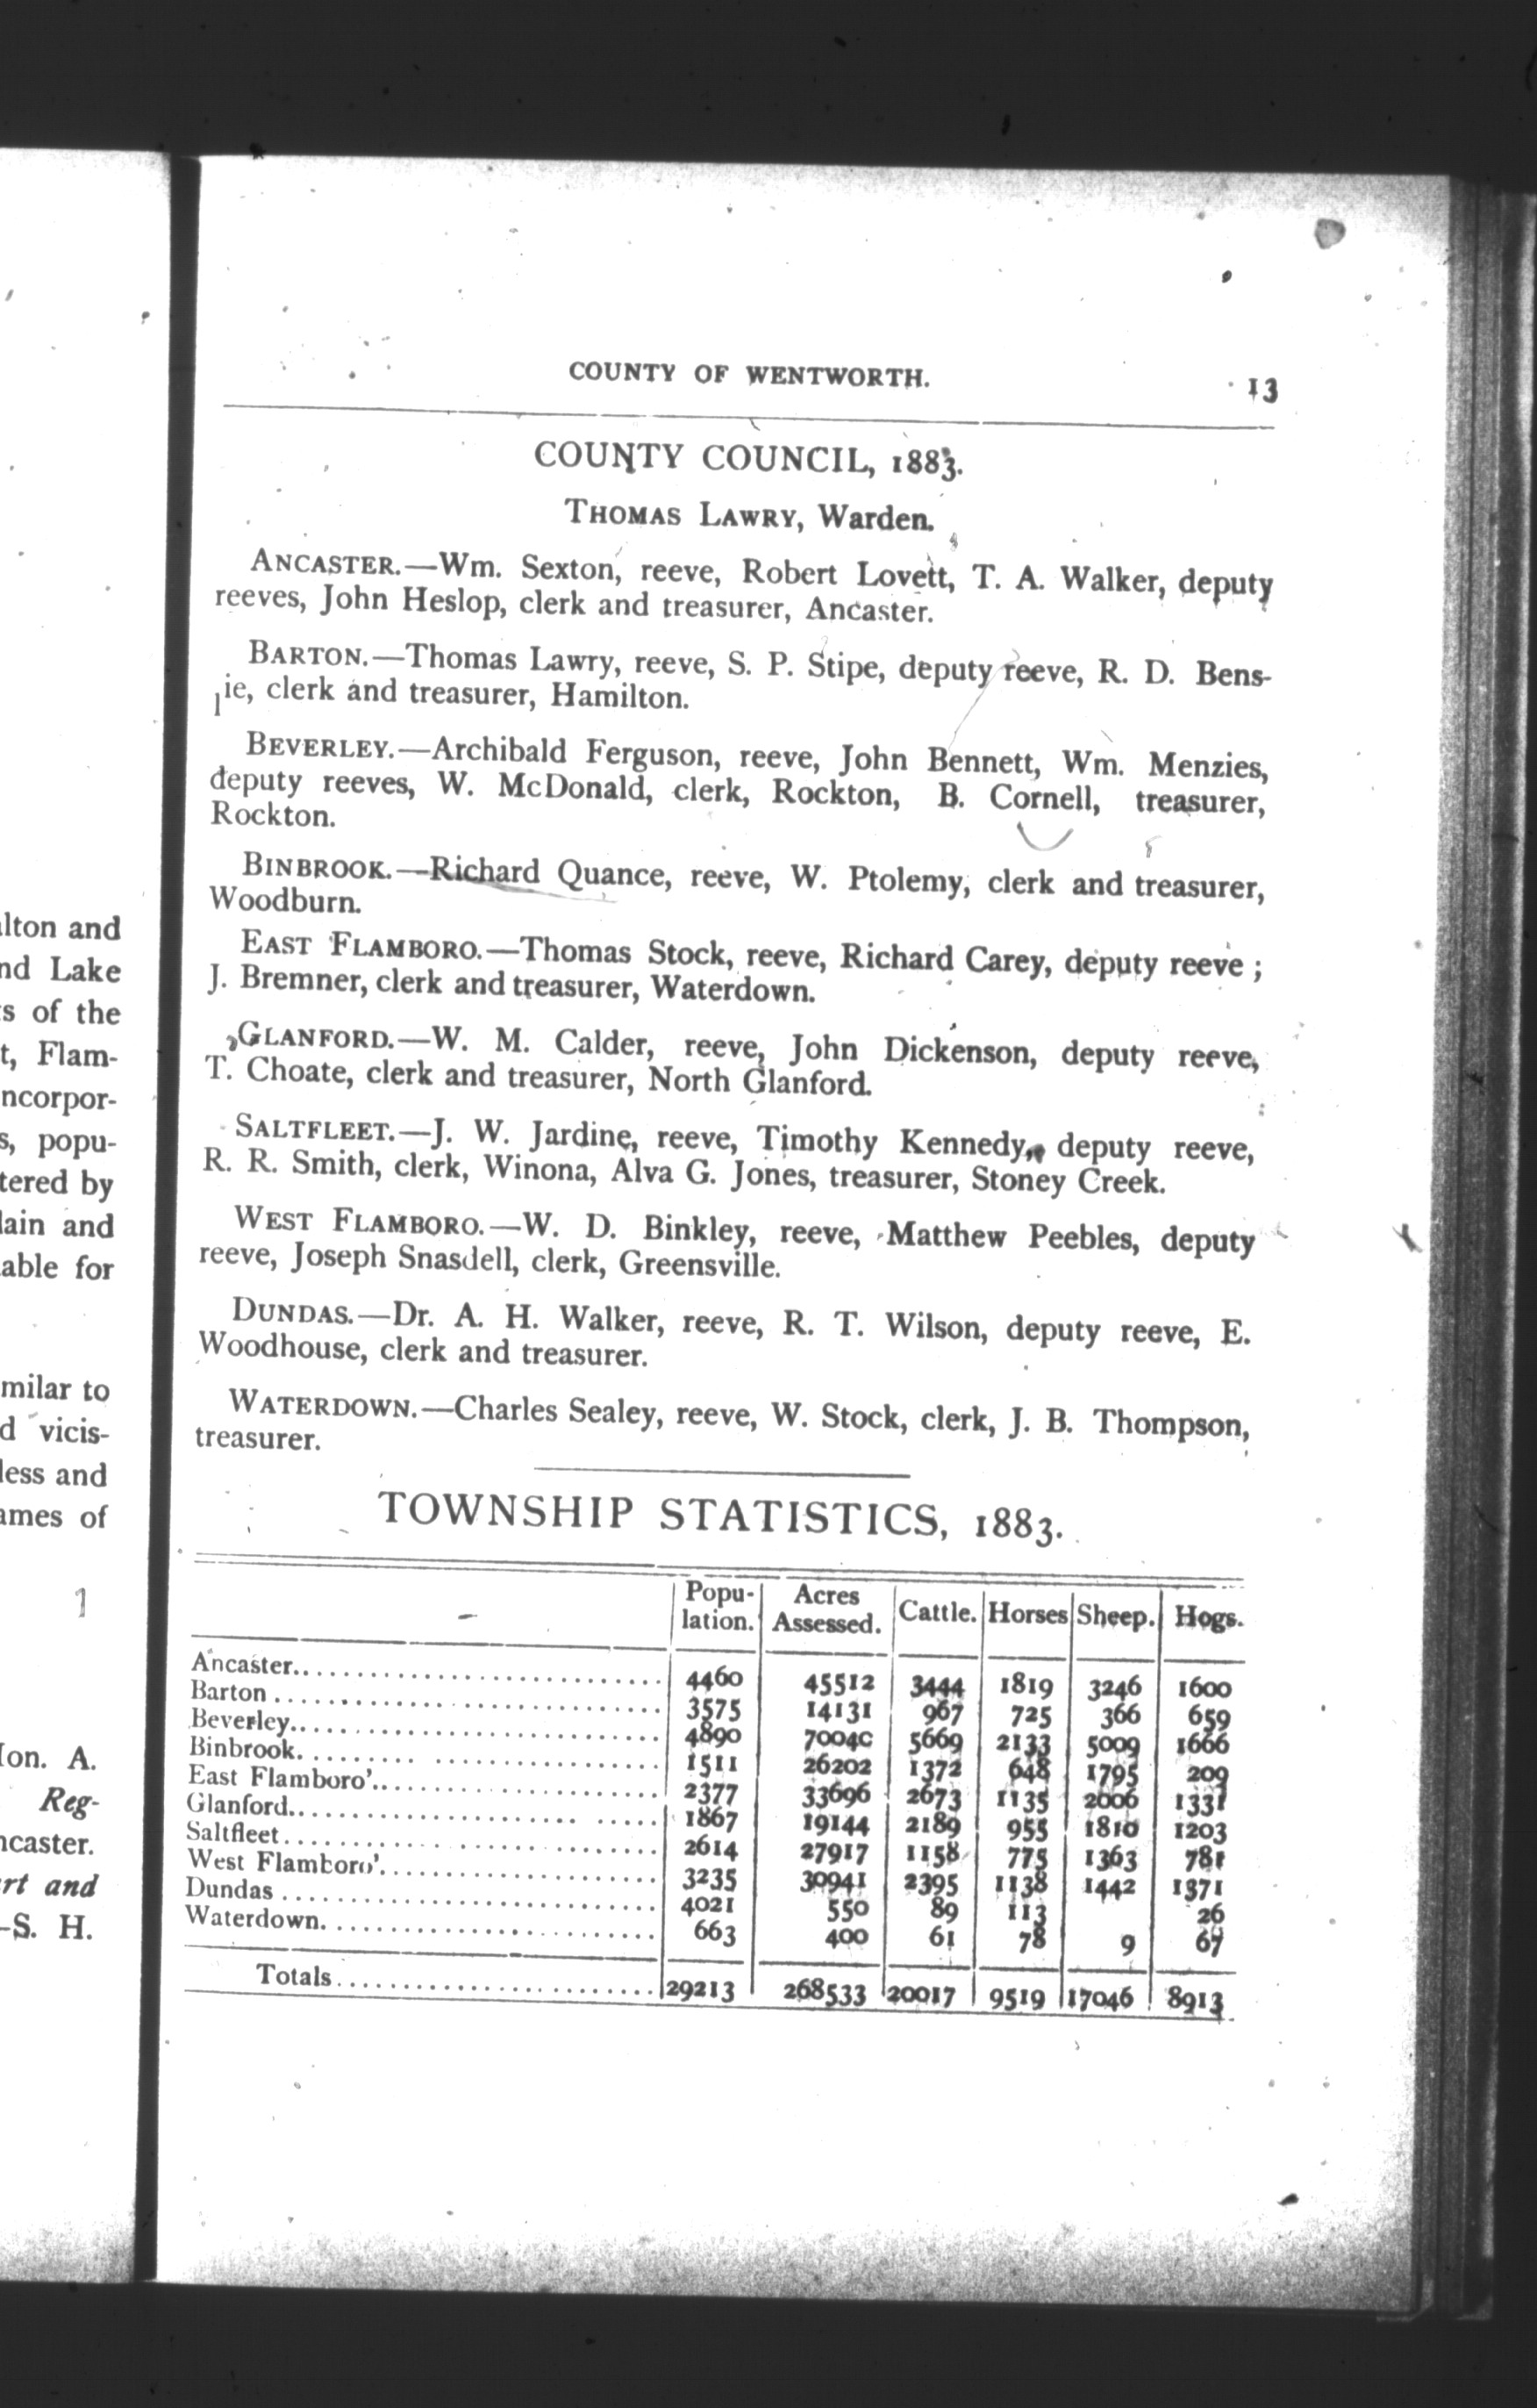 lton and
nd Lake
s of the
t, Flam-
ncorpor-
s, popu-
tered by
lain and
able for
milar to
d vicis-
less and
ames of
on. A.
Reg-
ncaster.
rt and
-S. H.
COUNTY OF WENTWORTH. 13
COUNTY COUNCIL, 1883.
THOMAS LAWRY, Warden.
ANCASTER.—Wm. Sexton, reeve, Robert Lovett, T. A. Walker, deputy
reeves, John Heslop, clerk and treasurer, Ancaster.
BARTON.—Thomas Lawry, reeve, S. P. Stipe, deputy reeve, R. D. Bens-
ie, clerk and treasurer, Hamilton.
BEVERLEY.—Archibald Ferguson, reeve, John Bennett, Wm. Menzies,
deputy reeves, W. McDonald, clerk, Rockton, B. Cornell, treasurer,
Rockton.
BINBROOK.—Richard Quance, reeve, W. Ptolemy, clerk and treasurer,
Woodburn.
EAST FLAMBORO.—Thomas Stock, reeve, Richard Carey, deputy reeve ;
J. Bremner, clerk and treasurer, Waterdown.
GLANFORD.—W. M. Calder, reeve, John Dickenson, deputy reeve,
T. Choate, clerk and treasurer, North Glanford.
SALTFLEET.—J. W. Jardine, reeve, Timothy Kennedy, deputy reeve,
R. R. Smith, clerk, Winona, Alva G. Jones, treasurer, Stoney Creek.
WEST FLAMBORO.—W. D. Binkley, reeve, Matthew Peebles, deputy
reeve, Joseph Snasdell, clerk, Greensville.
DUNDAS.—Dr. A. H. Walker, reeve, R. T. Wilson, deputy reeve, E.
Woodhouse, clerk and treasurer.
WATERDOWN.—Charles Sealey, reeve, W. Stock, clerk, J. B. Thompson,
treasurer.
TOWNSHIP STATISTICS, 1883.
Popu- Acres
lation. Assessed. Cattle. Horses Sheep. Hogs.
Ancaster 4460 45512 3444 1819 3246 1600
Barton 3575 14131 967 725 366 659
Beverley 4890 70040 5669 2133 5009 1666
Binbrook 1511 26202 1372 648 1795 209
East Flamboro' 2377 33696 2673 1135 2006 1331
Glanford 1867 19144 2189 955 1810 1203
Saltfleet 2614 27917 1158 775 1363 781
West Flamboro' 3235 30941 2395 1138 1442 1371
Dundas 4021 550 89 113 26
Waterdown 663 400 61 78 9 67
Totals 29213 268533 20017 9519 17046 8913